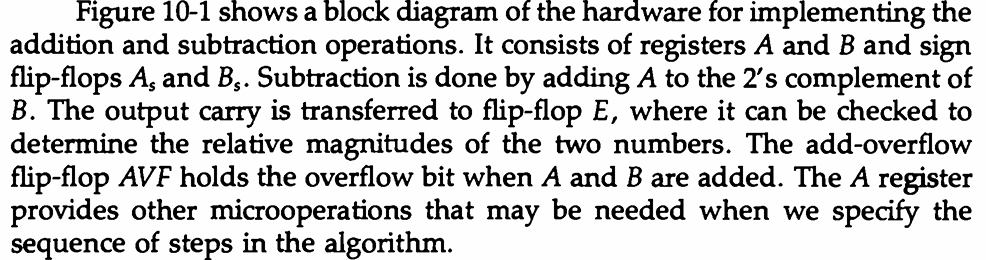 Figure 10-1 shows a block diagram of the hardware for implementing the
addition and subtraction operations. It consists of registers A and B and sign
flip-flops Aₛ and Bₛ. Subtraction is done by adding A to the 2's complement of
B. The output carry is transferred to flip-flop E, where it can be checked to
determine the relative magnitudes of the two numbers. The add-overflow
flip-flop AVF holds the overflow bit when A and B are added. The A register
provides other microoperations that may be needed when we specify the
sequence of steps in the algorithm.